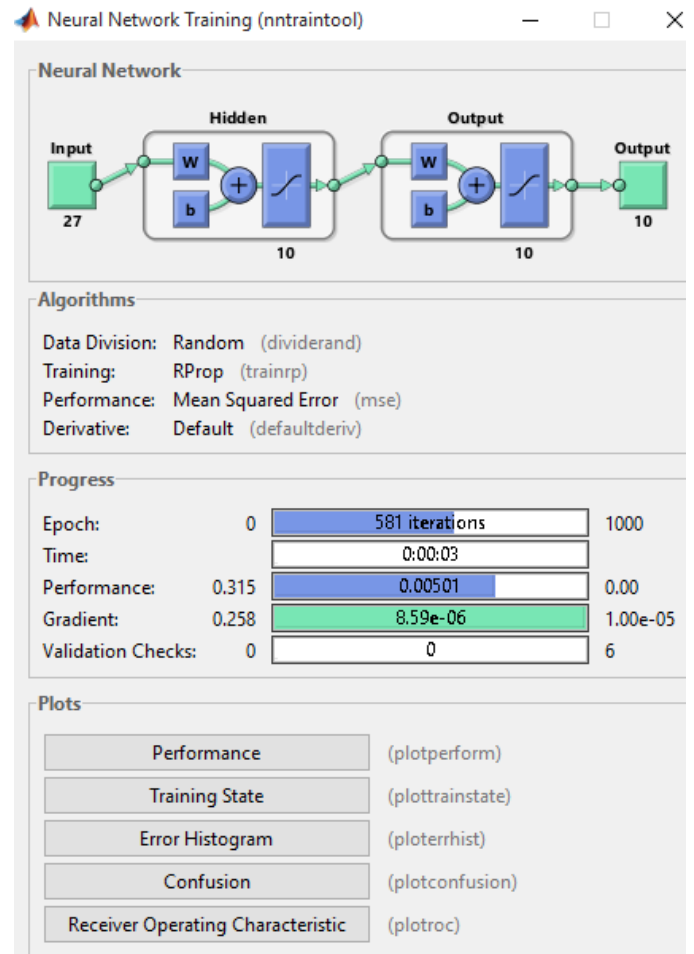 Neural Network Training (nntraintool)
Neural Network
Hidden
Output
Input
W
b
+
W
b
+
Output
27
10
10
10
Algorithms
Data Division: Random (dividerand)
Training: RProp (trainrp)
Performance: Mean Squared Error (mse)
Derivative: Default (defaultderiv)
Progress
Epoch: 0 581 iterations 1000
Time: 0:00:03
Performance: 0.315 0.00501 0.00
Gradient: 0.258 8.59e-06 1.00e-05
Validation Checks: 0 0 6
Plots
Performance (plotperform)
Training State (plottrainstate)
Error Histogram (ploterrhist)
Confusion (plotconfusion)
Receiver Operating Characteristic (plotroc)